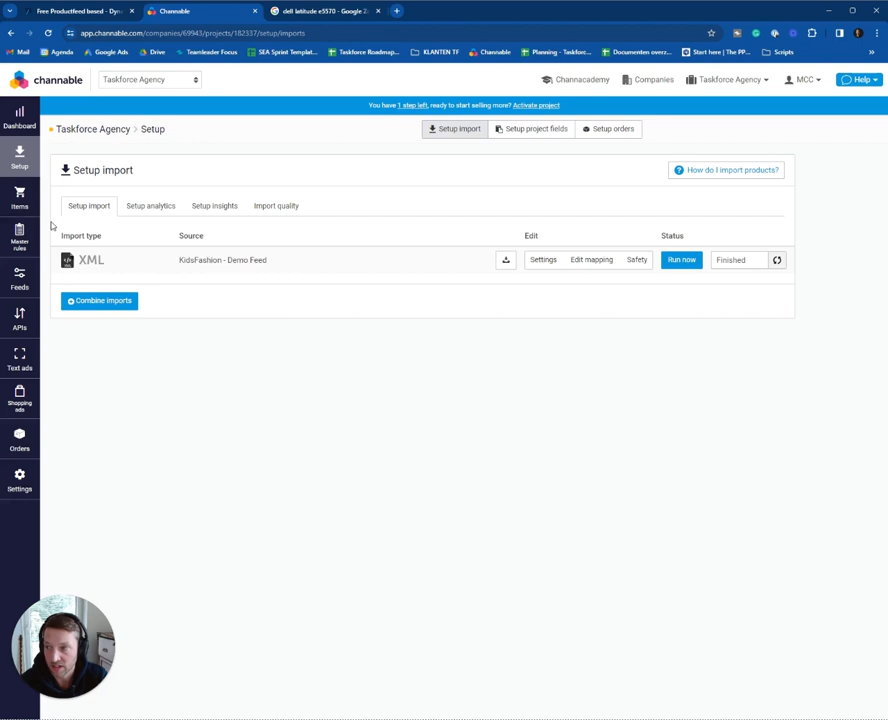 Free Productfeed based - Dyn
Channable
dell latitude e5570 - Google Z
app.channable.com/companies/69943/projects/182337/setup/imports
Mail
Agenda
Google Ads
Drive
Teamleader Focus
SEA Sprint Templat...
Taskforce Roadmap...
KLANTEN TF
Channable
Planning - Taskforc...
Documenten overz...
Start here | The PP...
Scripts
channable
Taskforce Agency
Channacademy
Companies
Taskforce Agency
MCC
Help
You have 1 step left, ready to start selling more? Activate project
Dashboard
Setup
Items
Master rules
Feeds
APIs
Text ads
Shopping ads
Orders
Settings
Taskforce Agency > Setup
Setup import
Setup project fields
Setup orders
Setup import
How do I import products?
Setup import
Setup analytics
Setup insights
Import quality
Import type
Source
Edit
Status
XML
KidsFashion - Demo Feed
Settings
Edit mapping
Safety
Run now
Finished
Combine imports